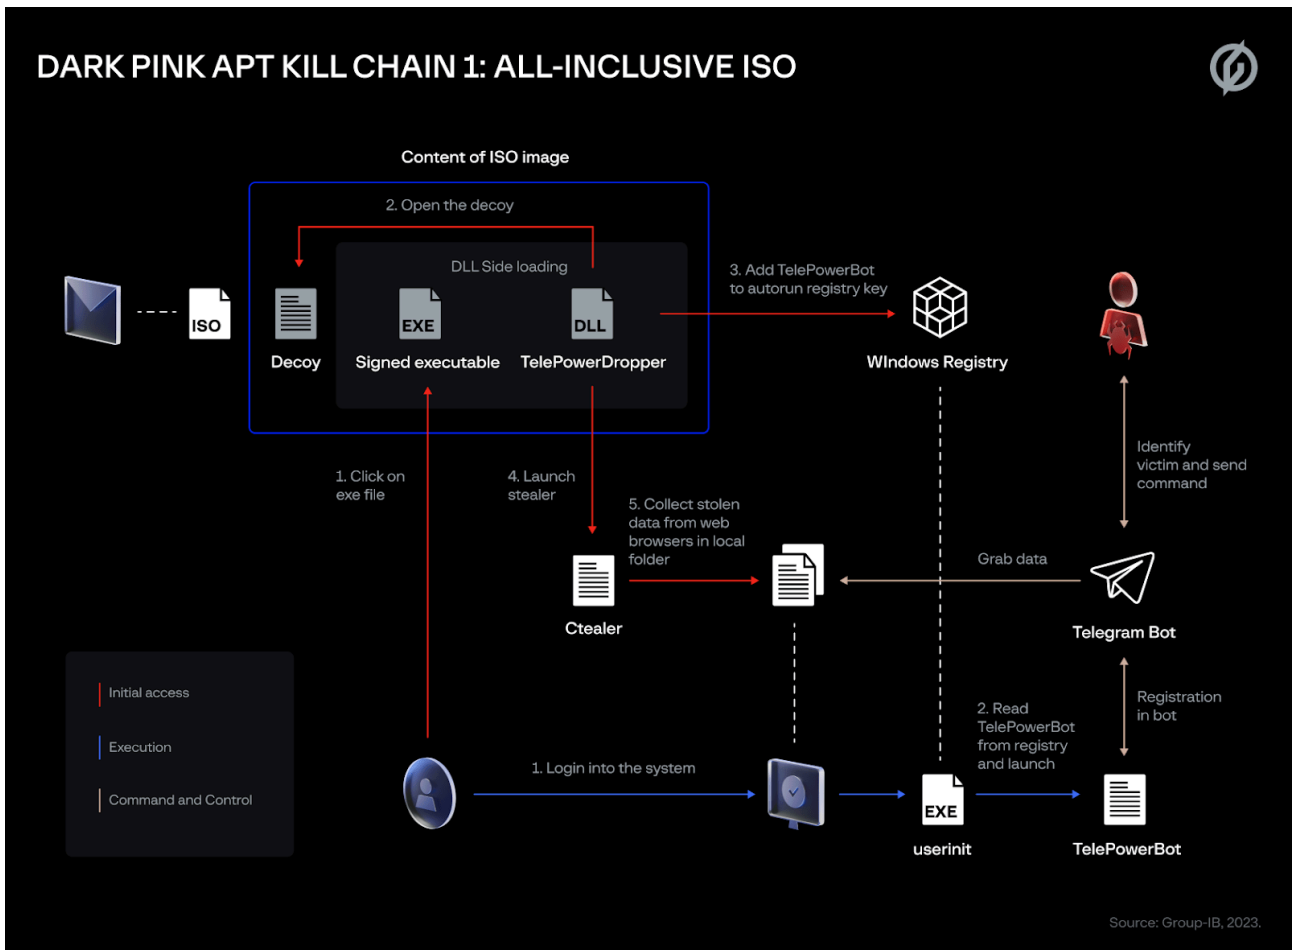 DARK PINK APT KILL CHAIN 1: ALL-INCLUSIVE ISO
Content of ISO image
2. Open the decoy
DLL Side loading
ISO
EXE
DLL
Decoy
Signed executable
TelePowerDropper
3. Add TelePowerBot
to autorun registry key
WIndows Registry
1. Click on
exe file
4. Launch
stealer
5. Collect stolen
data from web
browsers in local
folder
Identify
victim and send
command
Grab data
Ctealer
Telegram Bot
Initial access
Execution
Command and Control
1. Login into the system
2. Read
TelePowerBot
from registry
and launch
Registration
in bot
EXE
userinit
TelePowerBot
Source: Group-IB, 2023.